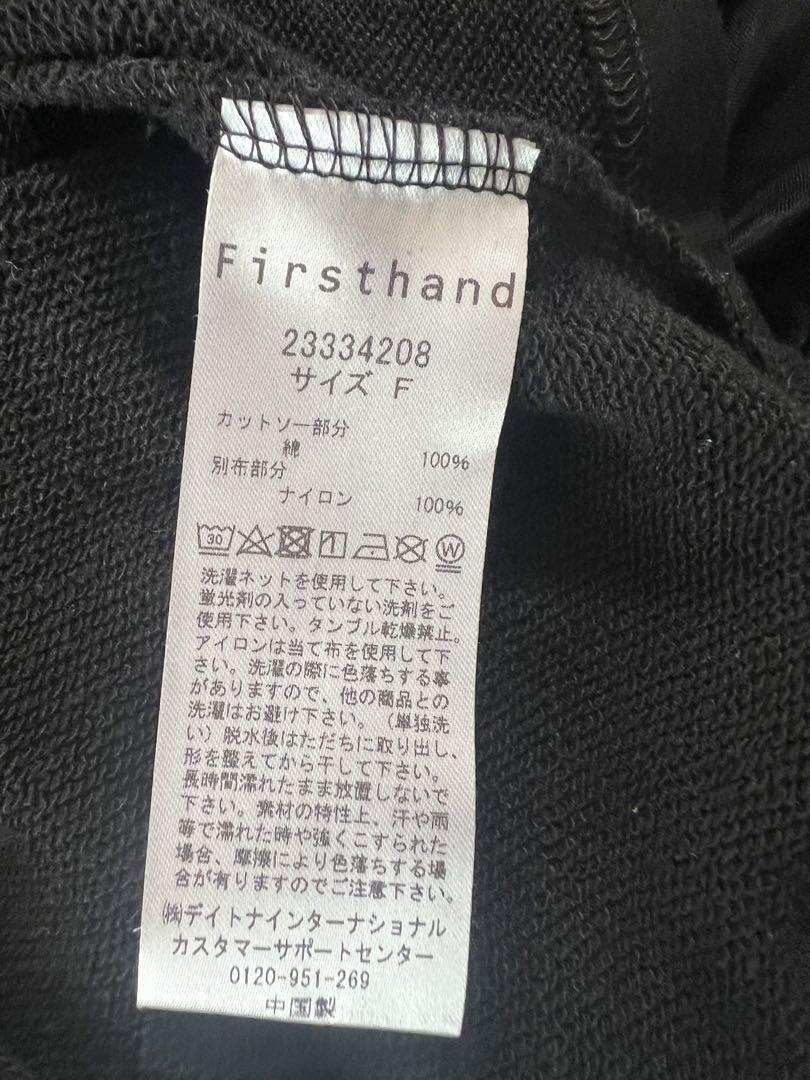 Firsthand
23334208
サイズ F
カットソー部分
綿 100%
別布部分
ナイロン 100%
30 W
洗濯ネットを使用して下さい。
蛍光剤の入っていない洗剤をご
使用下さい。タンブル乾燥禁止。
アイロンは当て布を使用して下
さい。洗濯の際に色落ちする事
がありますので、他の商品との
洗濯はお避け下さい。（単独洗
い）脱水後はただちに取り出し、
形を整えてから干して下さい。
長時間濡れたまま放置しないで
下さい。素材の特性上、汗や雨
等で濡れた時や強くこすられた
場合、摩擦により色落ちする場
合が有りますのでご注意下さい。
㈱デイトナインターナショナル
カスタマーサポートセンター
0120-951-269
中国製